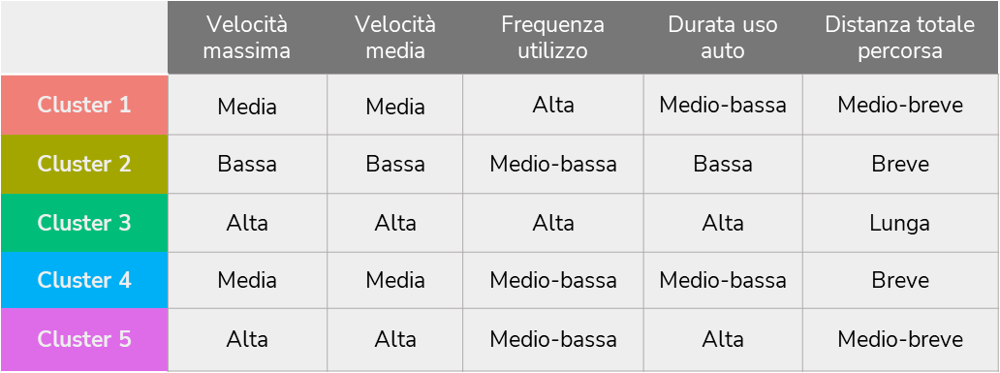 Velocità massima Velocità media Frequenza utilizzo Durata uso auto Distanza totale percorsa
Cluster 1 Media Media Alta Medio-bassa Medio-breve
Cluster 2 Bassa Bassa Medio-bassa Bassa Breve
Cluster 3 Alta Alta Alta Alta Lunga
Cluster 4 Media Media Medio-bassa Medio-bassa Breve
Cluster 5 Alta Alta Medio-bassa Alta Medio-breve